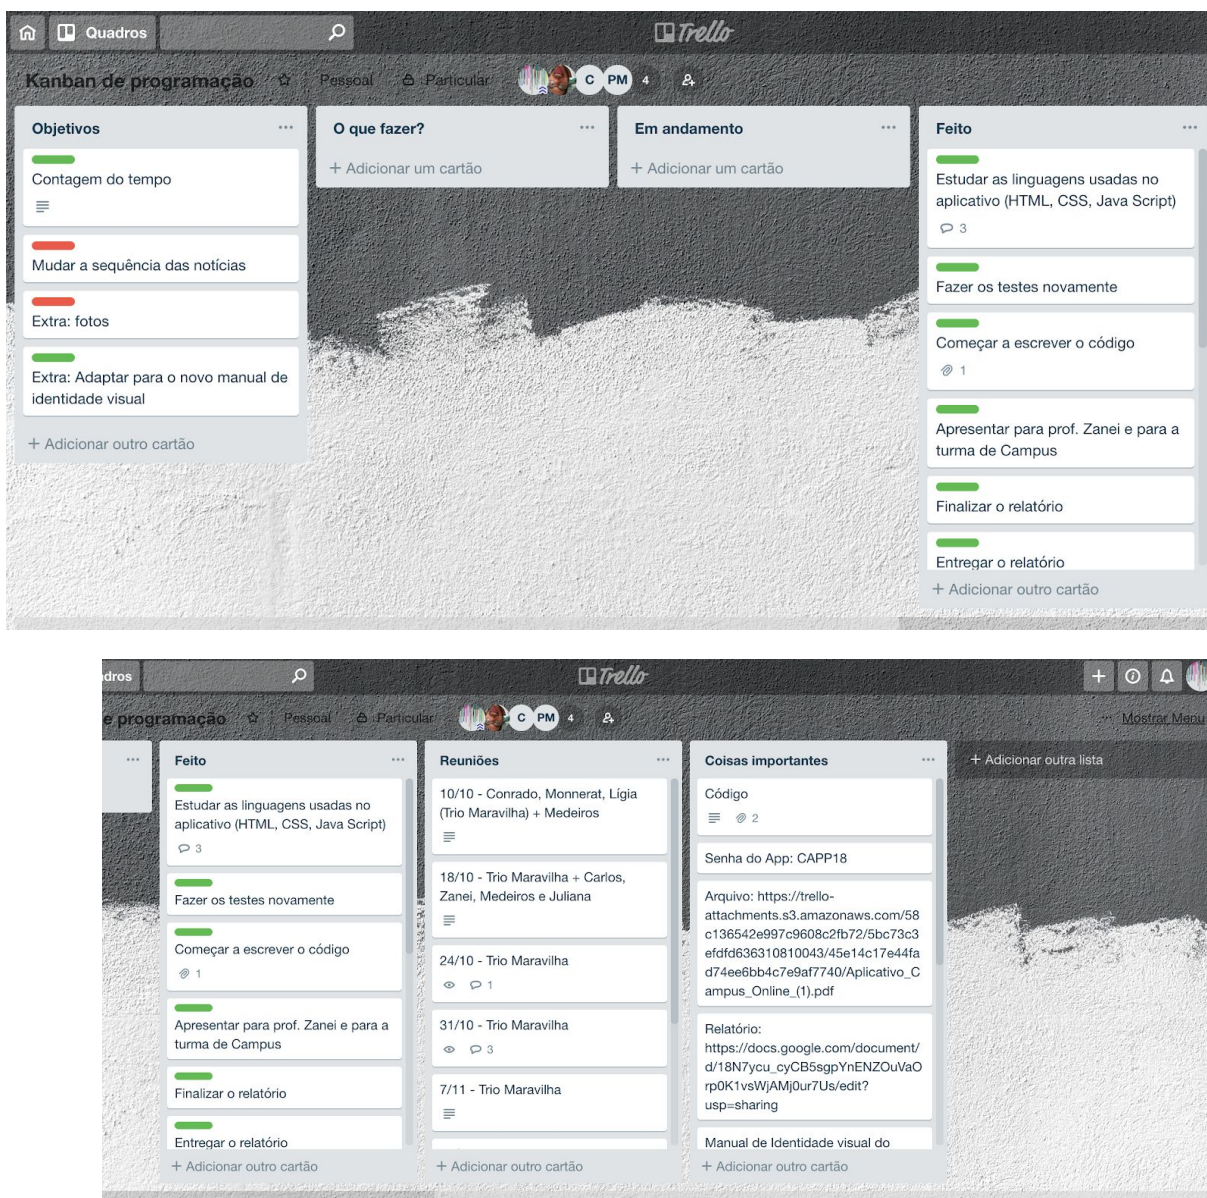 Quadros
Trello
Kanban de programação
Pessoal
Particular
C
PM
4
Objetivos
Contagem do tempo
Mudar a sequência das notícias
Extra: fotos
Extra: Adaptar para o novo manual de
identidade visual
+ Adicionar outro cartão
O que fazer?
+ Adicionar um cartão
Em andamento
+ Adicionar um cartão
Feito
Estudar as linguagens usadas no
aplicativo (HTML, CSS, Java Script)
3
Fazer os testes novamente
Começar a escrever o código
1
Apresentar para prof. Zanei e para a
turma de Campus
Finalizar o relatório
Entregar o relatório
+ Adicionar outro cartão
dros
Trello
e programação
Pessoal
Particular
C
PM
4
Mostrar Menu
Feito
Estudar as linguagens usadas no
aplicativo (HTML, CSS, Java Script)
3
Fazer os testes novamente
Começar a escrever o código
1
Apresentar para prof. Zanei e para a
turma de Campus
Finalizar o relatório
Entregar o relatório
+ Adicionar outro cartão
Reuniões
10/10 - Conrado, Monnerat, Lígia
(Trio Maravilha) + Medeiros
18/10 - Trio Maravilha + Carlos,
Zanei, Medeiros e Juliana
24/10 - Trio Maravilha
1
31/10 - Trio Maravilha
3
7/11 - Trio Maravilha
+ Adicionar outro cartão
Coisas importantes
Código
2
Senha do App: CAPP18
Arquivo: https://trello-
attachments.s3.amazonaws.com/58
c136542e997c9608c2fb72/5bc73c3
efdfd636310810043/45e14c17e44fa
d74ee6bb4c7e9af7740/Aplicativo_C
ampus_Online_(1).pdf
Relatório:
https://docs.google.com/document/
d/18N7ycu_cyCB5sgpYnENZOuVaO
rp0K1vsWjAMj0ur7Us/edit?
usp=sharing
Manual de Identidade visual do
+ Adicionar outro cartão
+ Adicionar outra lista